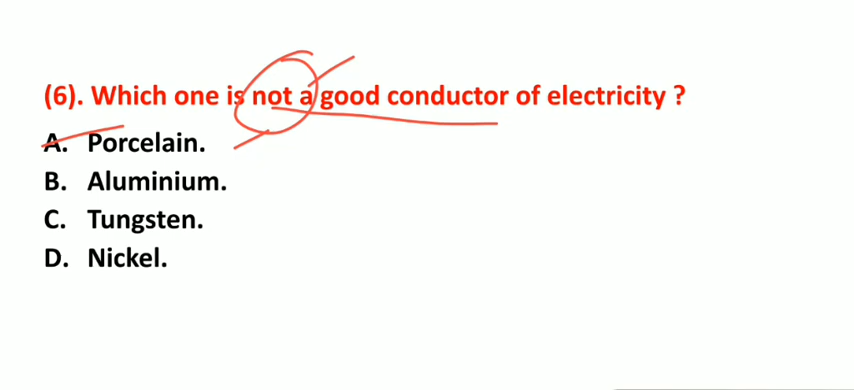 (6). Which one is not a good conductor of electricity ?
A. Porcelain.
B. Aluminium.
C. Tungsten.
D. Nickel.